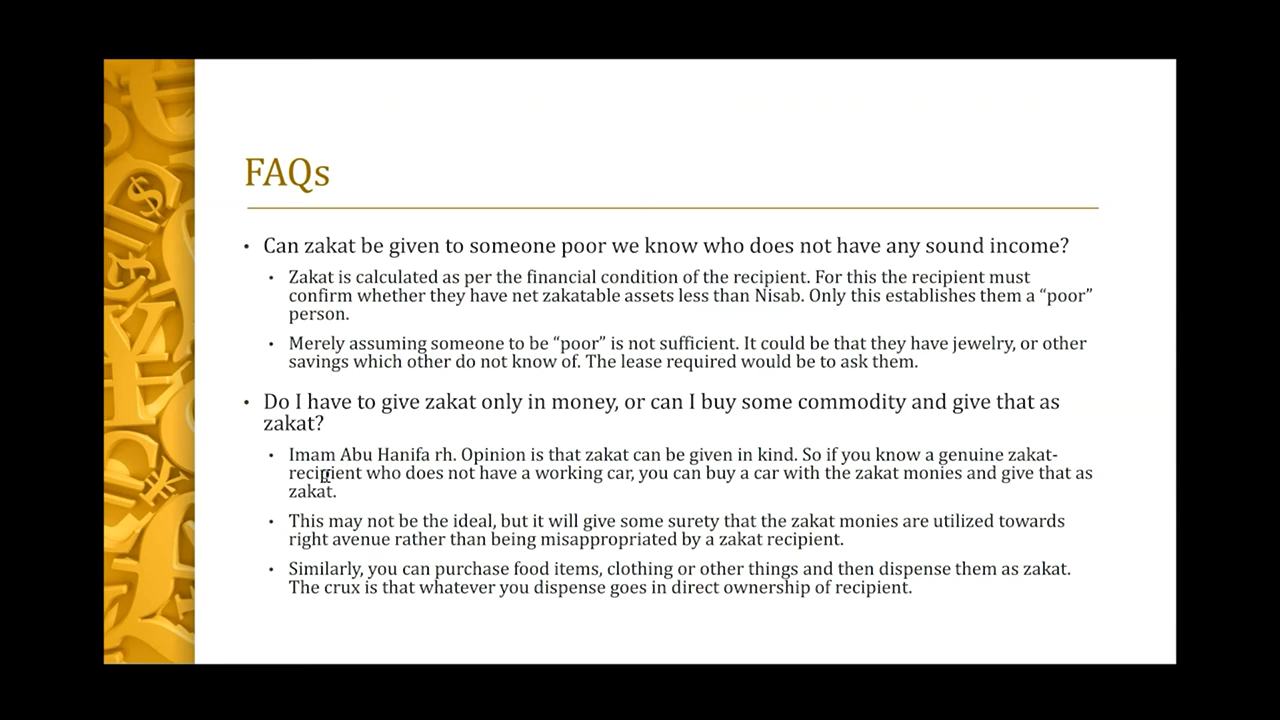 FAQs
• Can zakat be given to someone poor we know who does not have any sound income?
• Zakat is calculated as per the financial condition of the recipient. For this the recipient must
confirm whether they have net zakatable assets less than Nisab. Only this establishes them a “poor”
person.
• Merely assuming someone to be “poor” is not sufficient. It could be that they have jewelry, or other
savings which other do not know of. The lease required would be to ask them.
• Do I have to give zakat only in money, or can I buy some commodity and give that as
zakat?
• Imam Abu Hanifa rh. Opinion is that zakat can be given in kind. So if you know a genuine zakat-
recipient who does not have a working car, you can buy a car with the zakat monies and give that as
zakat.
• This may not be the ideal, but it will give some surety that the zakat monies are utilized towards
right avenue rather than being misappropriated by a zakat recipient.
• Similarly, you can purchase food items, clothing or other things and then dispense them as zakat.
The crux is that whatever you dispense goes in direct ownership of recipient.